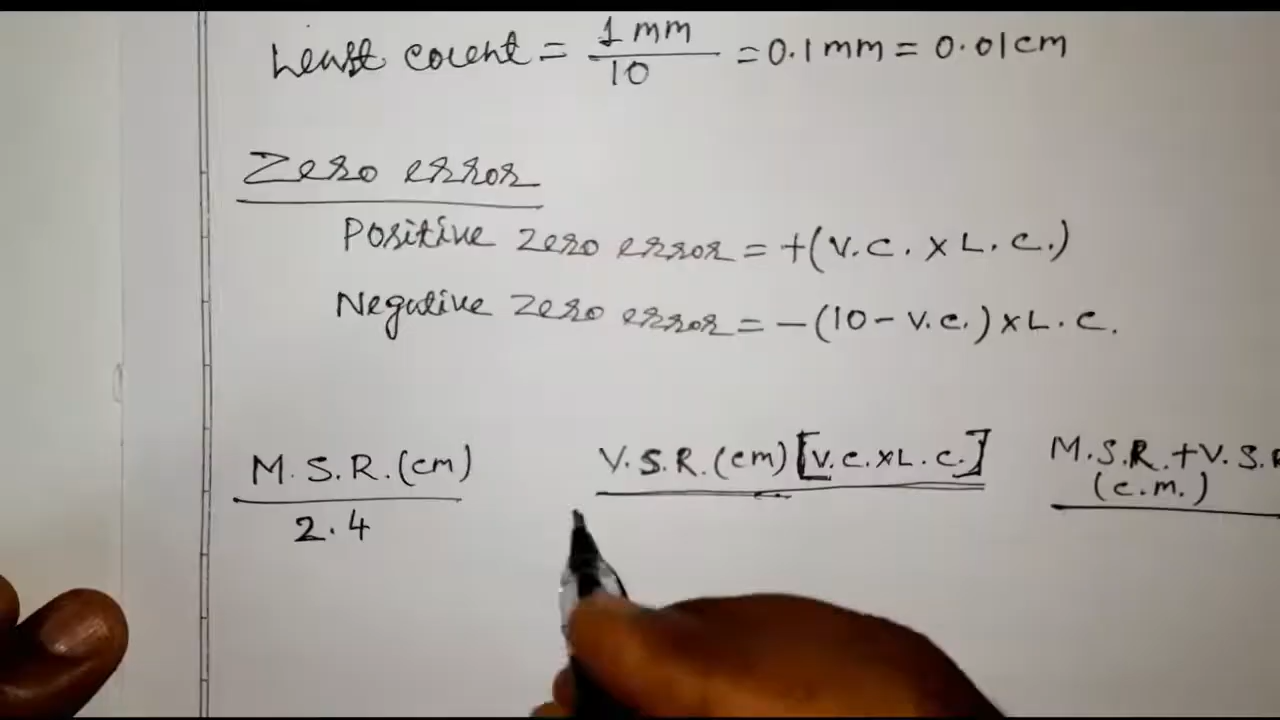 Least count = 1 mm / 10 = 0.1 mm = 0.01 cm
Zero error
Positive zero error = +(V.C. x L.C.)
Negative zero error = -(10 - V.C.) x L.C.
M.S.R. (cm) V.S.R. (cm) [V.C. x L.C.] M.S.R. + V.S.R
(c.m.)
2.4